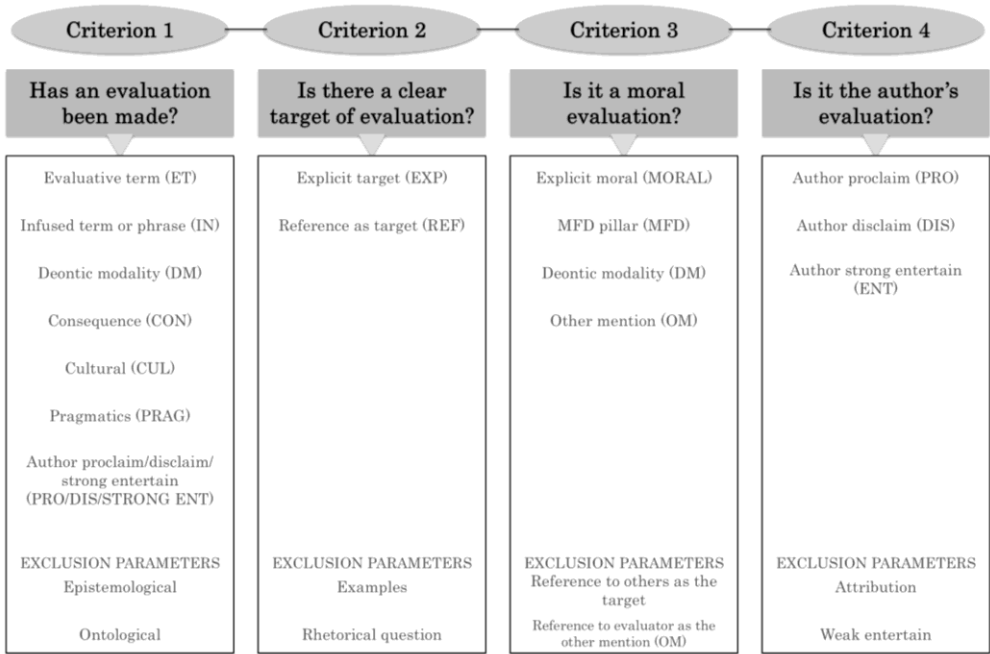 Criterion 1
Criterion 2
Criterion 3
Criterion 4
Has an evaluation
been made?
Is there a clear
target of evaluation?
Is it a moral
evaluation?
Is it the author's
evaluation?
Evaluative term (ET)
Infused term or phrase (IN)
Deontic modality (DM)
Consequence (CON)
Cultural (CUL)
Pragmatics (PRAG)
Author proclaim/disclaim/
strong entertain
(PRO/DIS/STRONG ENT)
EXCLUSION PARAMETERS
Epistemological
Ontological
Explicit target (EXP)
Reference as target (REF)
EXCLUSION PARAMETERS
Examples
Rhetorical question
Explicit moral (MORAL)
MFD pillar (MFD)
Deontic modality (DM)
Other mention (OM)
EXCLUSION PARAMETERS
Reference to others as the
target
Reference to evaluator as the
other mention (OM)
Author proclaim (PRO)
Author disclaim (DIS)
Author strong entertain
(ENT)
EXCLUSION PARAMETERS
Attribution
Weak entertain